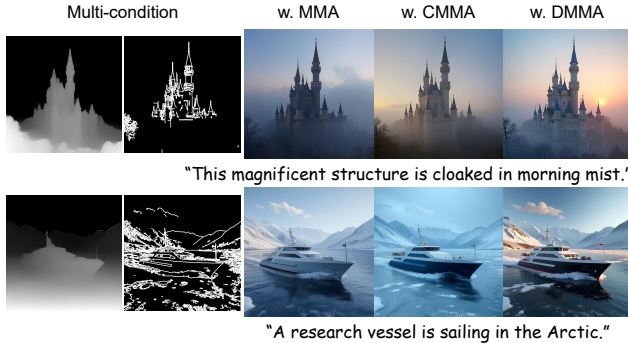 Multi-condition w. MMA w. CMMA w. DMMA
“This magnificent structure is cloaked in morning mist.”
“A research vessel is sailing in the Arctic.”